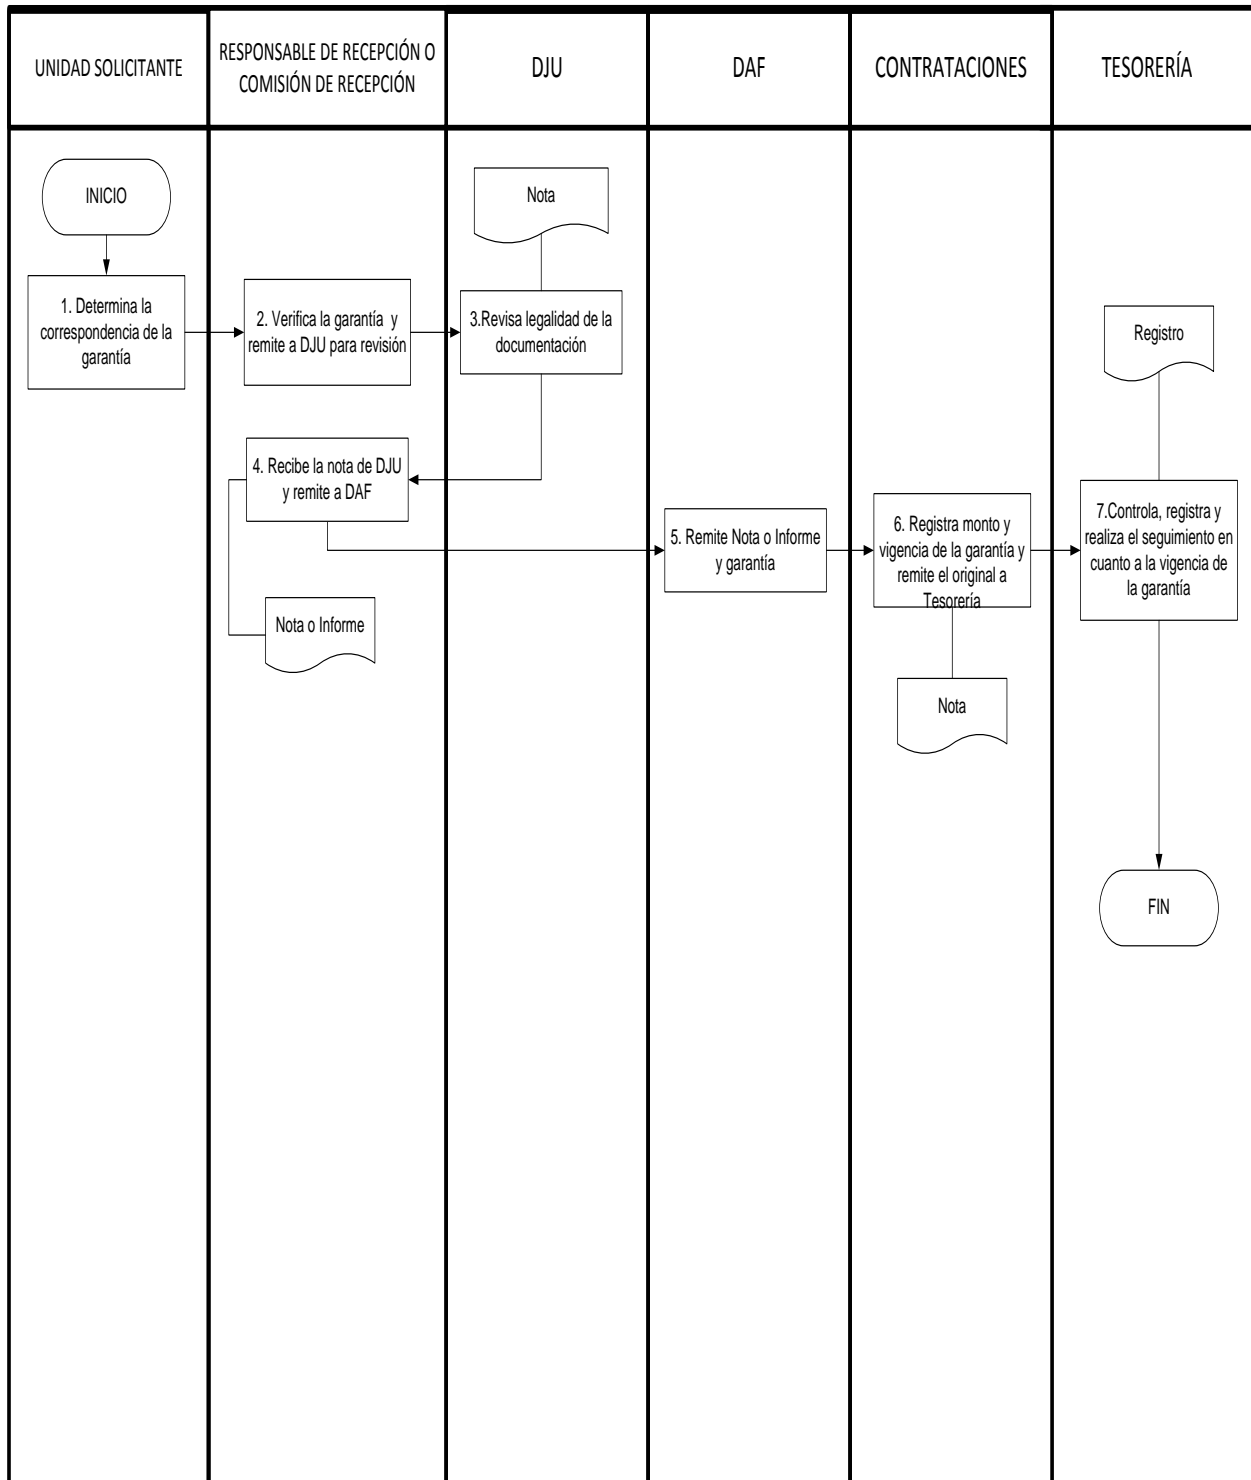 UNIDAD SOLICITANTE
RESPONSABLE DE RECEPCIÓN O
COMISIÓN DE RECEPCIÓN
DJU
DAF
CONTRATACIONES
TESORERÍA
INICIO
Nota
1. Determina la
correspondencia de la
garantía
2. Verifica la garantía y
remite a DJU para revisión
3.Revisa legalidad de la
documentación
Registro
4. Recibe la nota de DJU
y remite a DAF
5. Remite Nota o Informe
y garantía
6. Registra monto y
vigencia de la garantía y
remite el original a
Tesorería
7.Controla, registra y
realiza el seguimiento en
cuanto a la vigencia de
la garantía
Nota o Informe
Nota
FIN